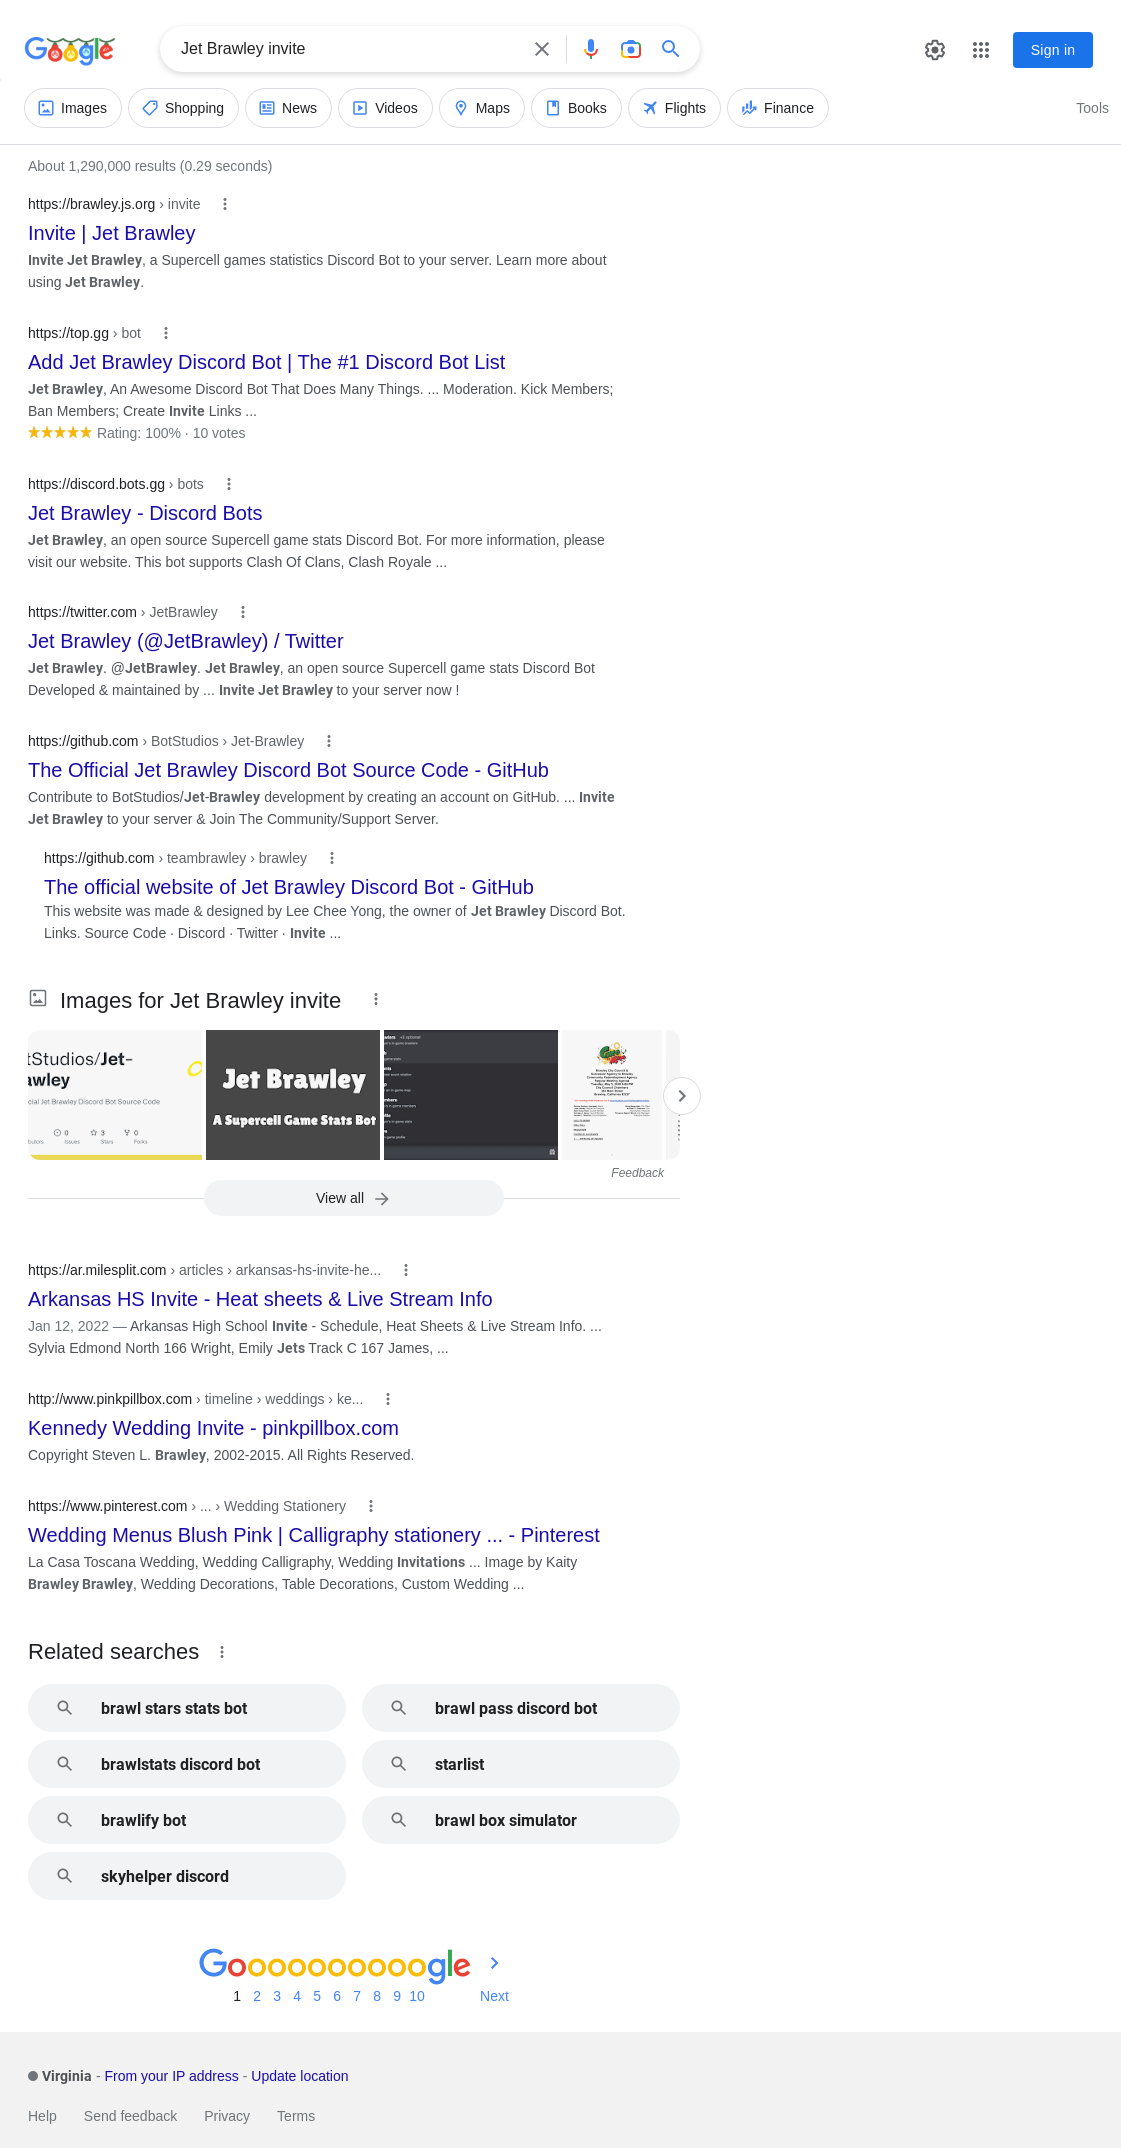 Google
Jet Brawley invite
Sign in
Images
Shopping
News
Videos
Maps
Books
Flights
Finance
Tools
About 1,290,000 results (0.29 seconds)
https://brawley.js.org › invite
Invite | Jet Brawley
Invite Jet Brawley, a Supercell games statistics Discord Bot to your server. Learn more about
using Jet Brawley.
https://top.gg › bot
Add Jet Brawley Discord Bot | The #1 Discord Bot List
Jet Brawley, An Awesome Discord Bot That Does Many Things. ... Moderation. Kick Members;
Ban Members; Create Invite Links ...
Rating: 100% · 10 votes
https://discord.bots.gg › bots
Jet Brawley - Discord Bots
Jet Brawley, an open source Supercell game stats Discord Bot. For more information, please
visit our website. This bot supports Clash Of Clans, Clash Royale ...
https://twitter.com › JetBrawley
Jet Brawley (@JetBrawley) / Twitter
Jet Brawley. @JetBrawley. Jet Brawley, an open source Supercell game stats Discord Bot
Developed & maintained by ... Invite Jet Brawley to your server now !
https://github.com › BotStudios › Jet-Brawley
The Official Jet Brawley Discord Bot Source Code - GitHub
Contribute to BotStudios/Jet-Brawley development by creating an account on GitHub. ... Invite
Jet Brawley to your server & Join The Community/Support Server.
https://github.com › teambrawley › brawley
The official website of Jet Brawley Discord Bot - GitHub
This website was made & designed by Lee Chee Yong, the owner of Jet Brawley Discord Bot.
Links. Source Code · Discord · Twitter · Invite ...
Images for Jet Brawley invite
tStudios/Jet-
awley
cial Jet Brawley Discord Bot Source Code
0 3 0
butors Issues Stars Forks
Jet Brawley
A Supercell Game Stats Bot
Feedback
View all
https://ar.milesplit.com › articles › arkansas-hs-invite-he...
Arkansas HS Invite - Heat sheets & Live Stream Info
Jan 12, 2022 — Arkansas High School Invite - Schedule, Heat Sheets & Live Stream Info. ...
Sylvia Edmond North 166 Wright, Emily Jets Track C 167 James, ...
http://www.pinkpillbox.com › timeline › weddings › ke...
Kennedy Wedding Invite - pinkpillbox.com
Copyright Steven L. Brawley, 2002-2015. All Rights Reserved.
https://www.pinterest.com › ... › Wedding Stationery
Wedding Menus Blush Pink | Calligraphy stationery ... - Pinterest
La Casa Toscana Wedding, Wedding Calligraphy, Wedding Invitations ... Image by Kaity
Brawley Brawley, Wedding Decorations, Table Decorations, Custom Wedding ...
Related searches
brawl stars stats bot
brawl pass discord bot
brawlstats discord bot
starlist
brawlify bot
brawl box simulator
skyhelper discord
Goooooooooogle
1 2 3 4 5 6 7 8 9 10 Next
Virginia - From your IP address - Update location
Help Send feedback Privacy Terms